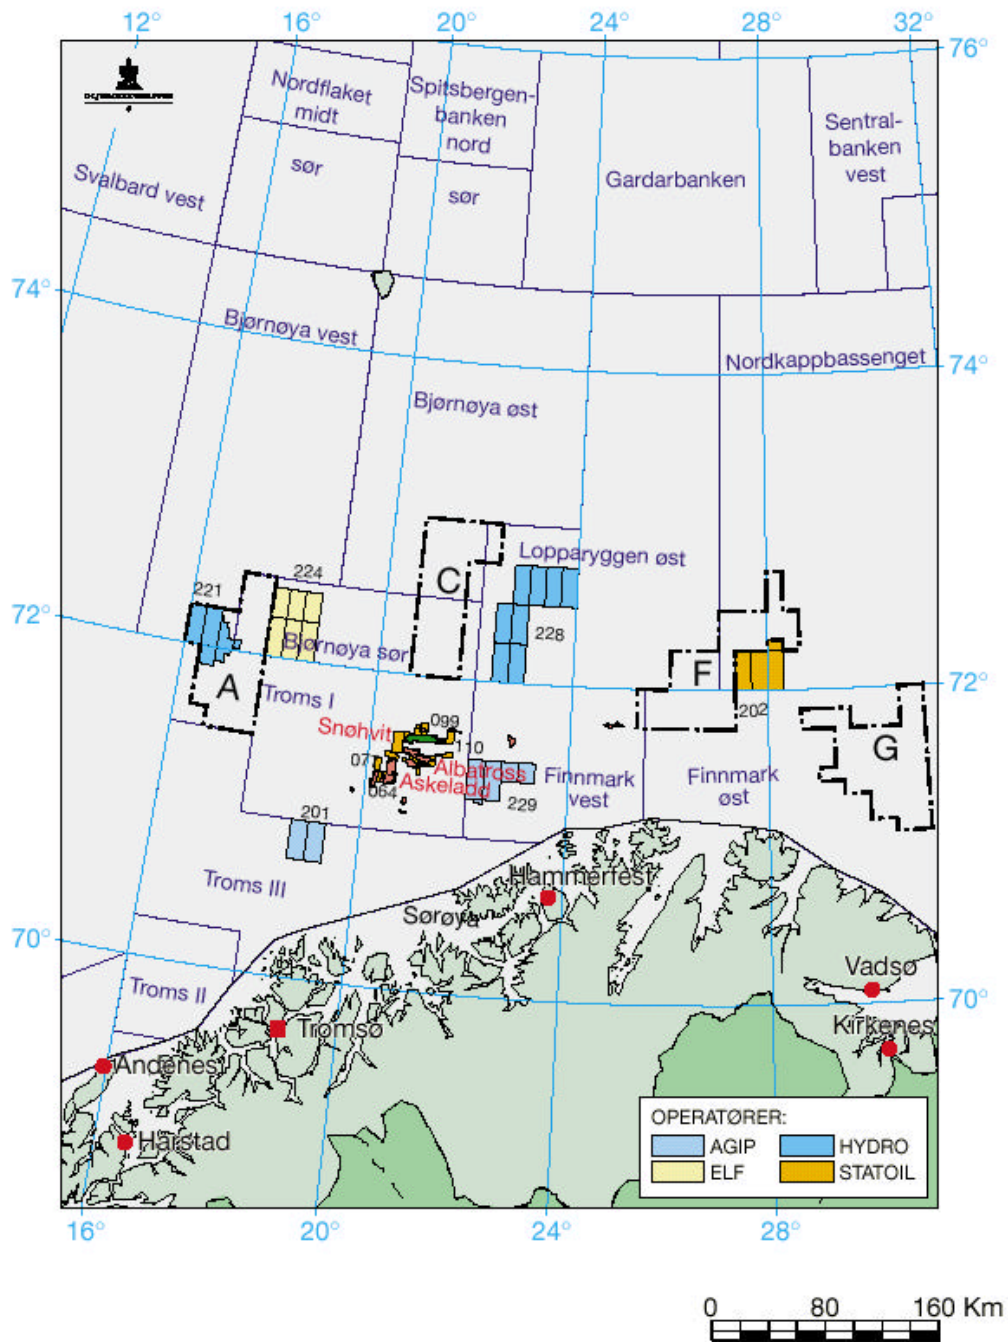 12°
16°
20°
24°
28°
32°
76°
Nordflaket
midt
Spitsbergen-
banken
nord
Sentral-
banken
vest
sør
Svalbard vest
sør
Gardarbanken
74°
Bjørnøya vest
Nordkappbassenget
74°
Bjørnøya øst
Lopparyggen øst
224
C
221
72°
228
Bjørnøya sør
F
72°
A
Troms I
202
099
Snøhvit
110
G
071
Albatross
Askeladd
064
229
Finnmark
vest
Finnmark
øst
201
Troms III
Hammerfest
Sørøya
70°
Vadsø
Troms II
70°
Tromsø
Kirkenes
Andenes
Harstad
OPERATØRER:
AGIP
HYDRO
ELF
STATOIL
16°
20°
24°
28°
0 80 160 Km